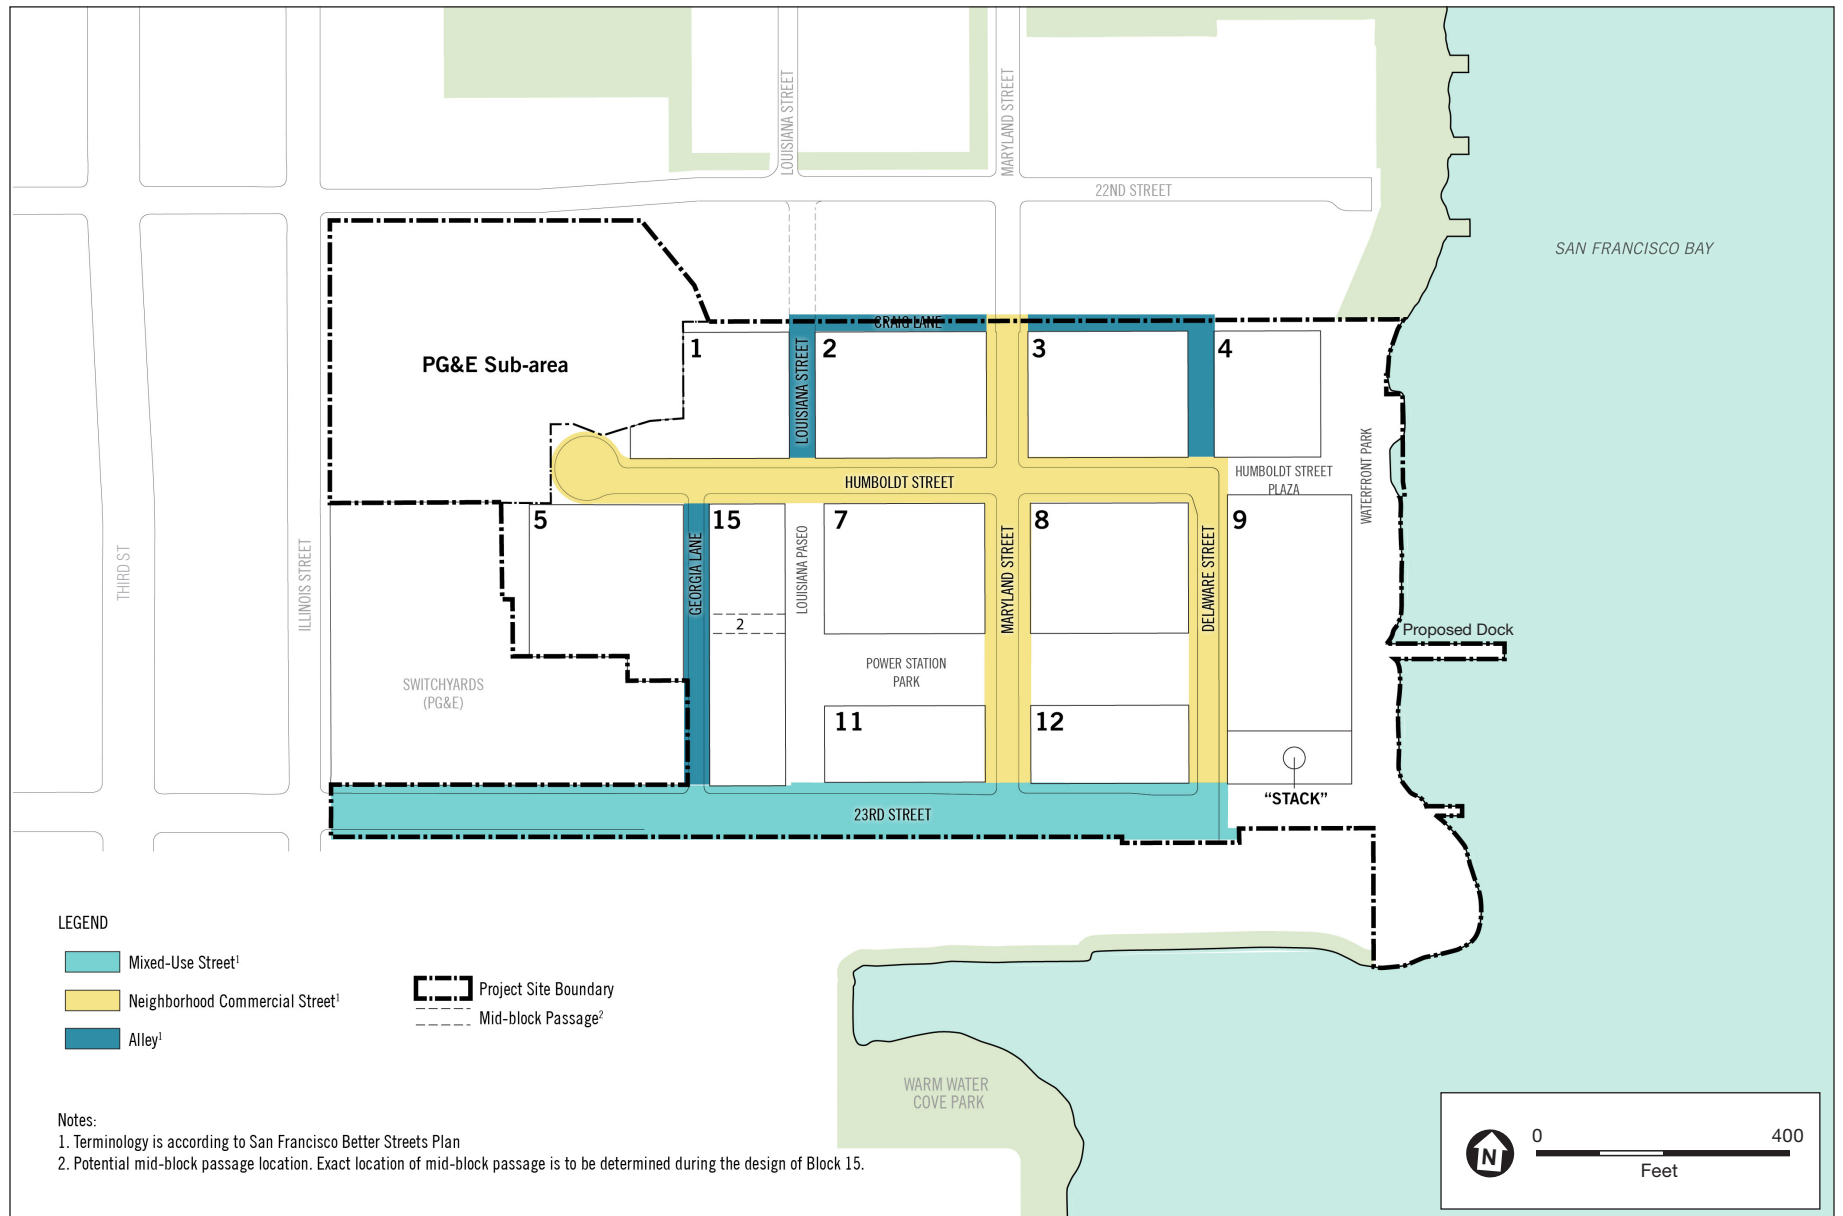 LOUISIANA STREET
MARYLAND STREET
22ND STREET
SAN FRANCISCO BAY
CRAIG LANE
PG&E Sub-area
1
LOUISIANA STREET
2
3
4
HUMBOLDT STREET
HUMBOLDT STREET
PLAZA
WATERFRONT PARK
THIRD ST
ILLINOIS STREET
5
GEORGIA LANE
15
LOUISIANA PASEO
7
MARYLAND STREET
8
DELAWARE STREET
9
2
Proposed Dock
POWER STATION
PARK
SWITCHYARDS
(PG&E)
11
12
"STACK"
23RD STREET
LEGEND
Mixed-Use Street¹
Neighborhood Commercial Street¹
Alley¹
Project Site Boundary
Mid-block Passage²
WARM WATER
COVE PARK
Notes:
1. Terminology is according to San Francisco Better Streets Plan
2. Potential mid-block passage location. Exact location of mid-block passage is to be determined during the design of Block 15.
N
0 400
Feet